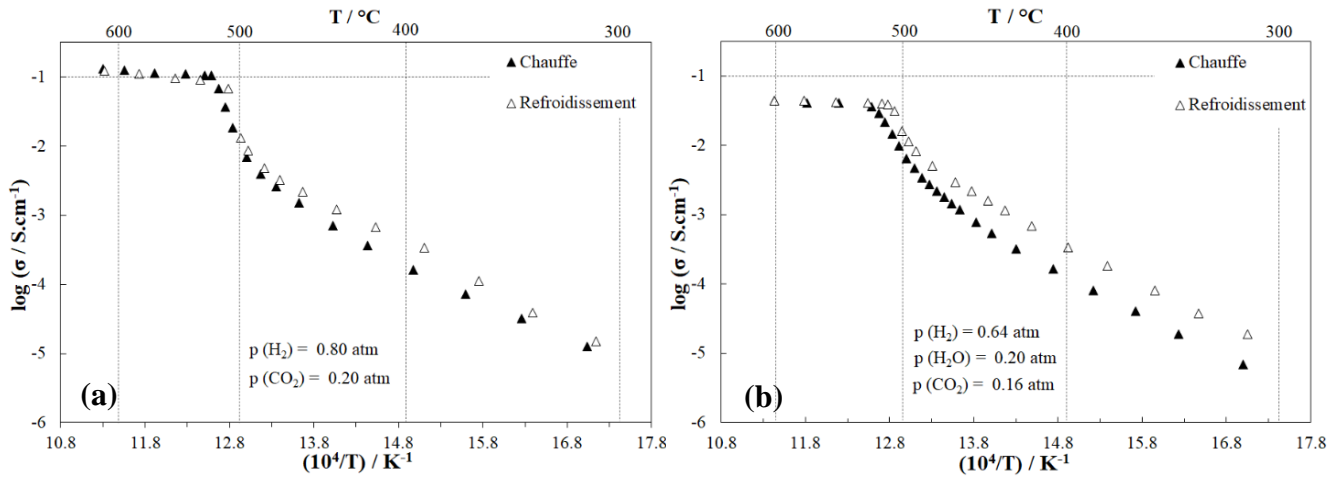 T / °C
600 500 400 300
-1
-2
-3
-4
-5
-6
log (σ / S.cm-1)
▲ Chauffe
△ Refroidissement
p (H2) = 0.80 atm
p (CO2) = 0.20 atm
(a)
10.8 11.8 12.8 13.8 14.8 15.8 16.8 17.8
(10⁴/T) / K-1
T / °C
600 500 400 300
-1
-2
-3
-4
-5
-6
log (σ / S.cm-1)
▲ Chauffe
△ Refroidissement
p (H2) = 0.64 atm
p (H2O) = 0.20 atm
p (CO2) = 0.16 atm
(b)
10.8 11.8 12.8 13.8 14.8 15.8 16.8 17.8
(10⁴/T) / K-1